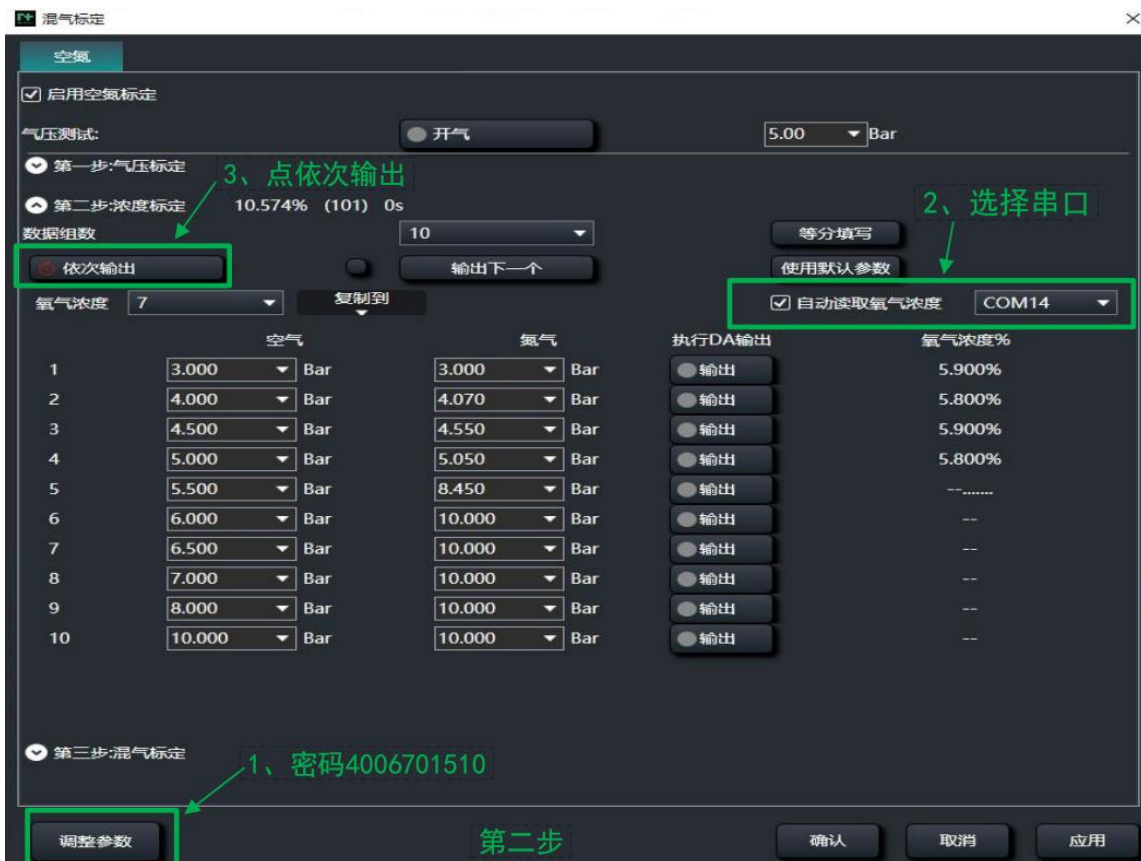 混气标定
空氮
启用空氮标定
气压测试: 开气 5.00 Bar
第一步:气压标定
3、点依次输出
第二步:浓度标定 10.574% (101) 0s
2、选择串口
数据组数 10 等分填写
依次输出 输出下一个 使用默认参数
氧气浓度 7 复制到 自动读取氧气浓度 COM14
空气 氮气 执行DA输出 氧气浓度%
1 3.000 Bar 3.000 Bar 输出 5.900%
2 4.000 Bar 4.070 Bar 输出 5.800%
3 4.500 Bar 4.550 Bar 输出 5.900%
4 5.000 Bar 5.050 Bar 输出 5.800%
5 5.500 Bar 8.450 Bar 输出 --.......
6 6.000 Bar 10.000 Bar 输出 --
7 6.500 Bar 10.000 Bar 输出 --
8 7.000 Bar 10.000 Bar 输出 --
9 8.000 Bar 10.000 Bar 输出 --
10 10.000 Bar 10.000 Bar 输出 --
第三步:混气标定
1、密码4006701510
调整参数 第二步 确认 取消 应用